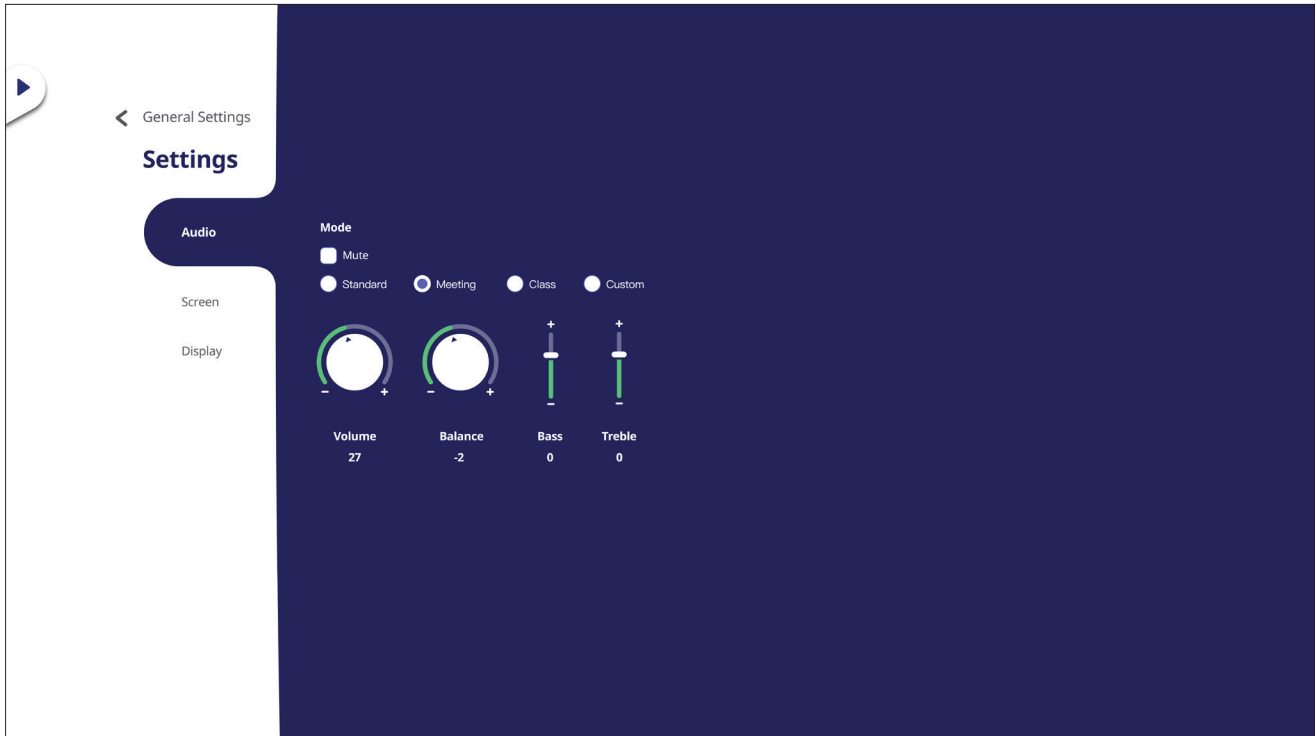 General Settings
Settings
Audio
Screen
Display
Mode
Mute
Standard Meeting Class Custom
+ +
- + - + - -
Volume Balance Bass Treble
27 -2 0 0